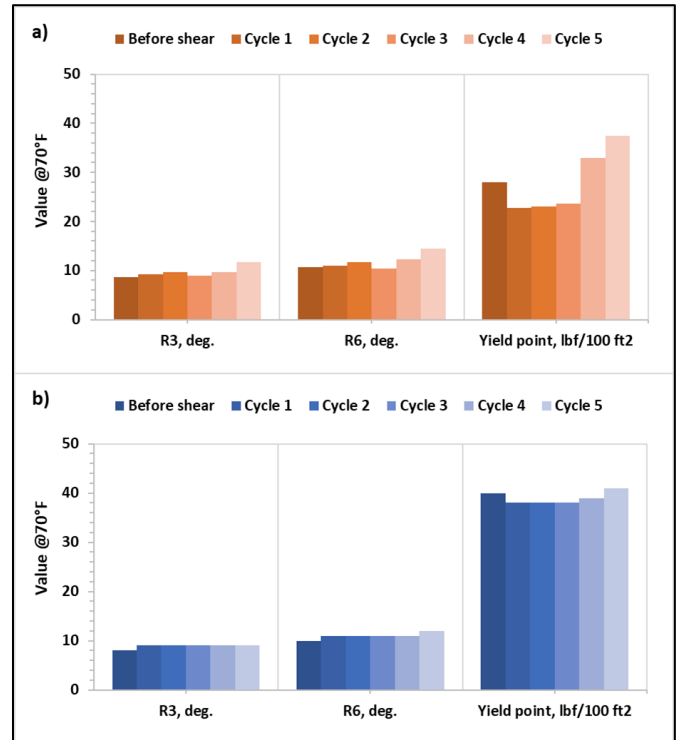 a)
Before shear Cycle 1 Cycle 2 Cycle 3 Cycle 4 Cycle 5
50
40
30
20
10
0
Value @70°F
R3, deg. R6, deg. Yield point, lbf/100 ft2
b)
Before shear Cycle 1 Cycle 2 Cycle 3 Cycle 4 Cycle 5
50
40
30
20
10
0
Value @70°F
R3, deg. R6, deg. Yield point, lbf/100 ft2